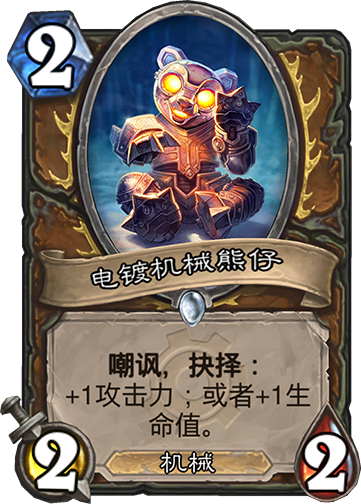 2
电镀机械熊仔
嘲讽，抉择：
+1攻击力；或者+1生
命值。
2
机械
2